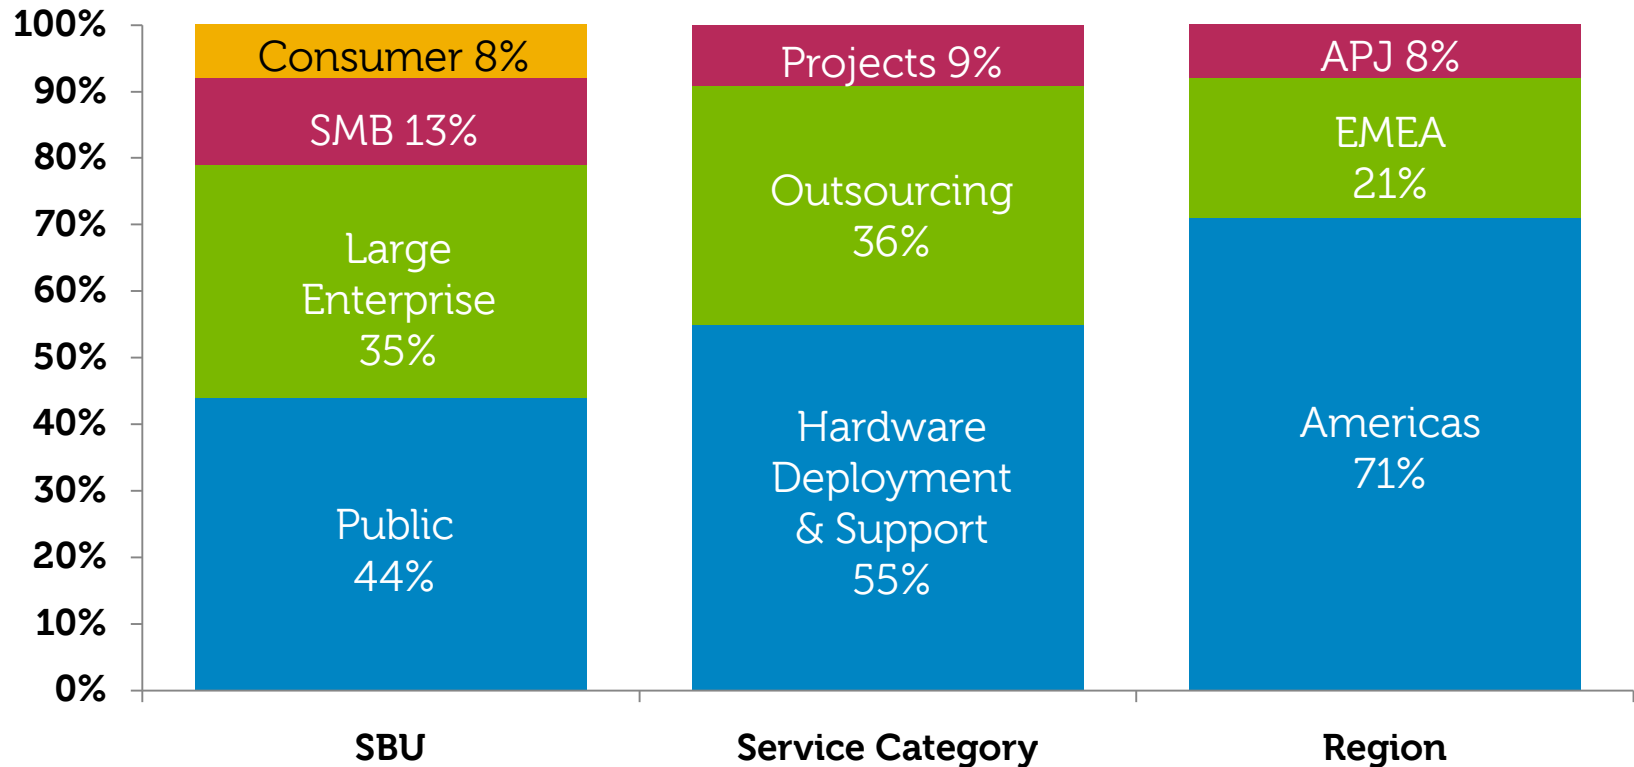 100%
90%
80%
70%
60%
50%
40%
30%
20%
10%
0%
Consumer 8%
SMB 13%
Large
Enterprise
35%
Public
44%
Projects 9%
Outsourcing
36%
Hardware
Deployment
& Support
55%
APJ 8%
EMEA
21%
Americas
71%
SBU
Service Category
Region